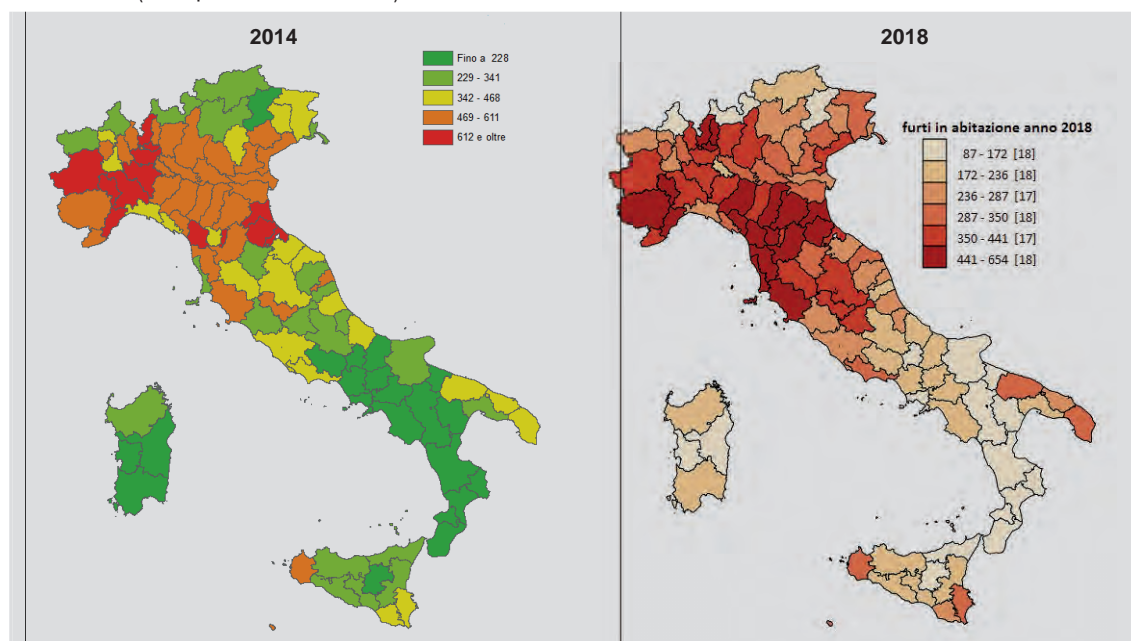 2014
Fino a 228
229 - 341
342 - 468
469 - 611
612 e oltre
2018
furti in abitazione anno 2018
87 - 172 [18]
172 - 236 [18]
236 - 287 [17]
287 - 350 [18]
350 - 441 [17]
441 - 654 [18]